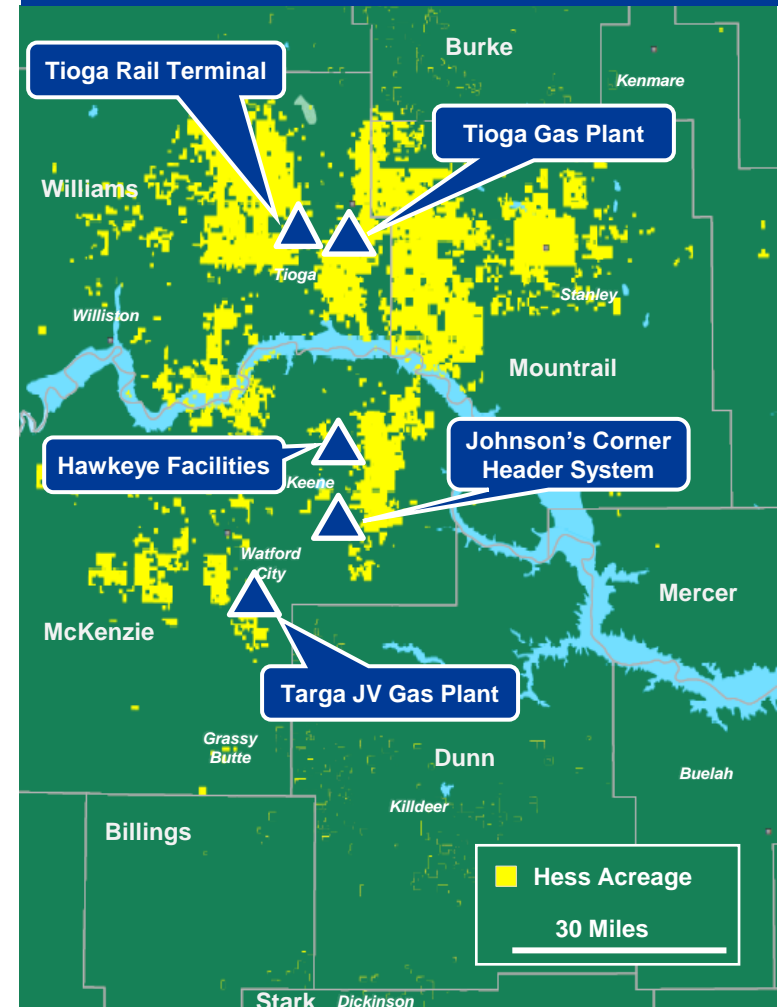 Burke
Tioga Rail Terminal
Kenmare
Tioga Gas Plant
Williams
Tioga
Stanley
Williston
Mountrail
Johnson's Corner
Header System
Hawkeye Facilities
Keene
Watford
City
Mercer
McKenzie
Targa JV Gas Plant
Grassy
Butte
Dunn
Buelah
Killdeer
Billings
Hess Acreage
30 Miles
Stark
Dickinson